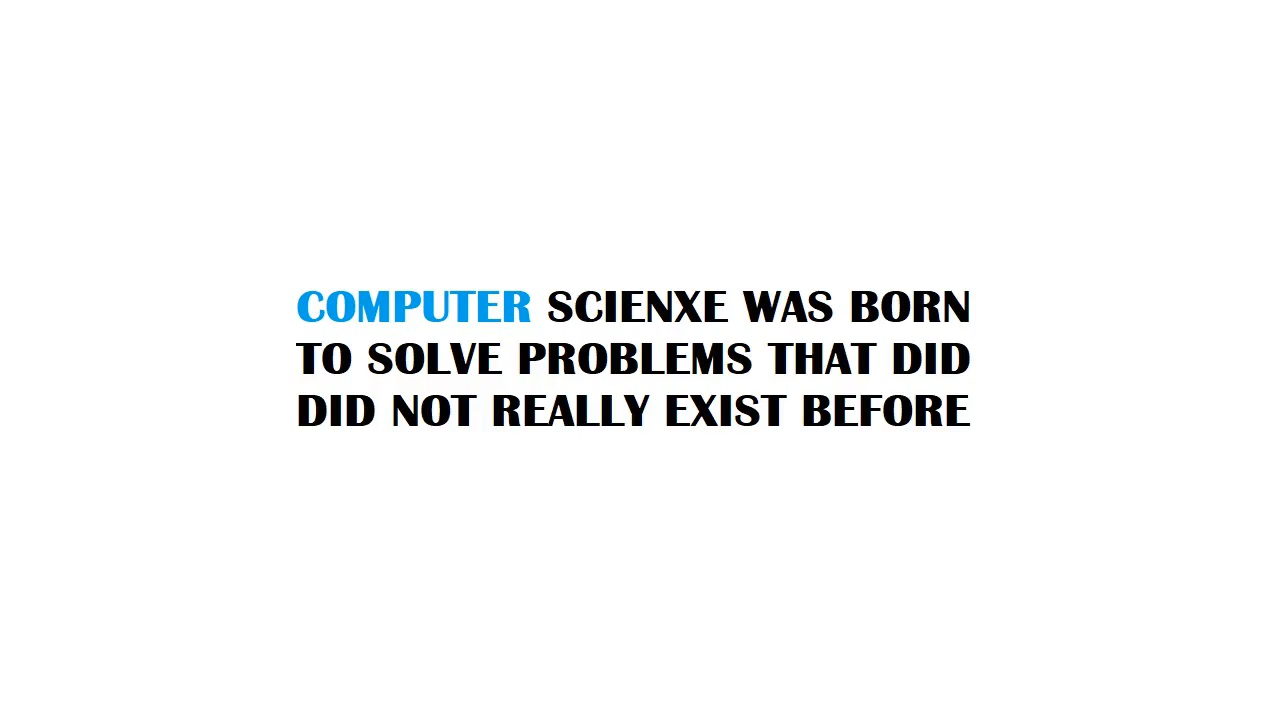 COMPUTER SCIENXE WAS BORN
TO SOLVE PROBLEMS THAT DID
DID NOT REALLY EXIST BEFORE